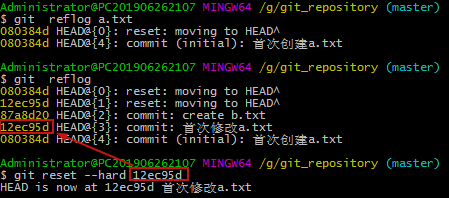 Administrator@PC201906262107 MINGW64 /g/git_repository (master)
$ git  reflog a.txt
080384d HEAD@{0}: reset: moving to HEAD^
080384d HEAD@{4}: commit (initial): 首次创建a.txt
Administrator@PC201906262107 MINGW64 /g/git_repository (master)
$ git  reflog
080384d HEAD@{0}: reset: moving to HEAD^
12ec95d HEAD@{1}: reset: moving to HEAD^
87a8d20 HEAD@{2}: commit: create b.txt
12ec95d HEAD@{3}: commit: 首次修改a.txt
080384d HEAD@{4}: commit (initial): 首次创建a.txt
Administrator@PC201906262107 MINGW64 /g/git_repository (master)
$ git reset --hard 12ec95d
HEAD is now at 12ec95d 首次修改a.txt